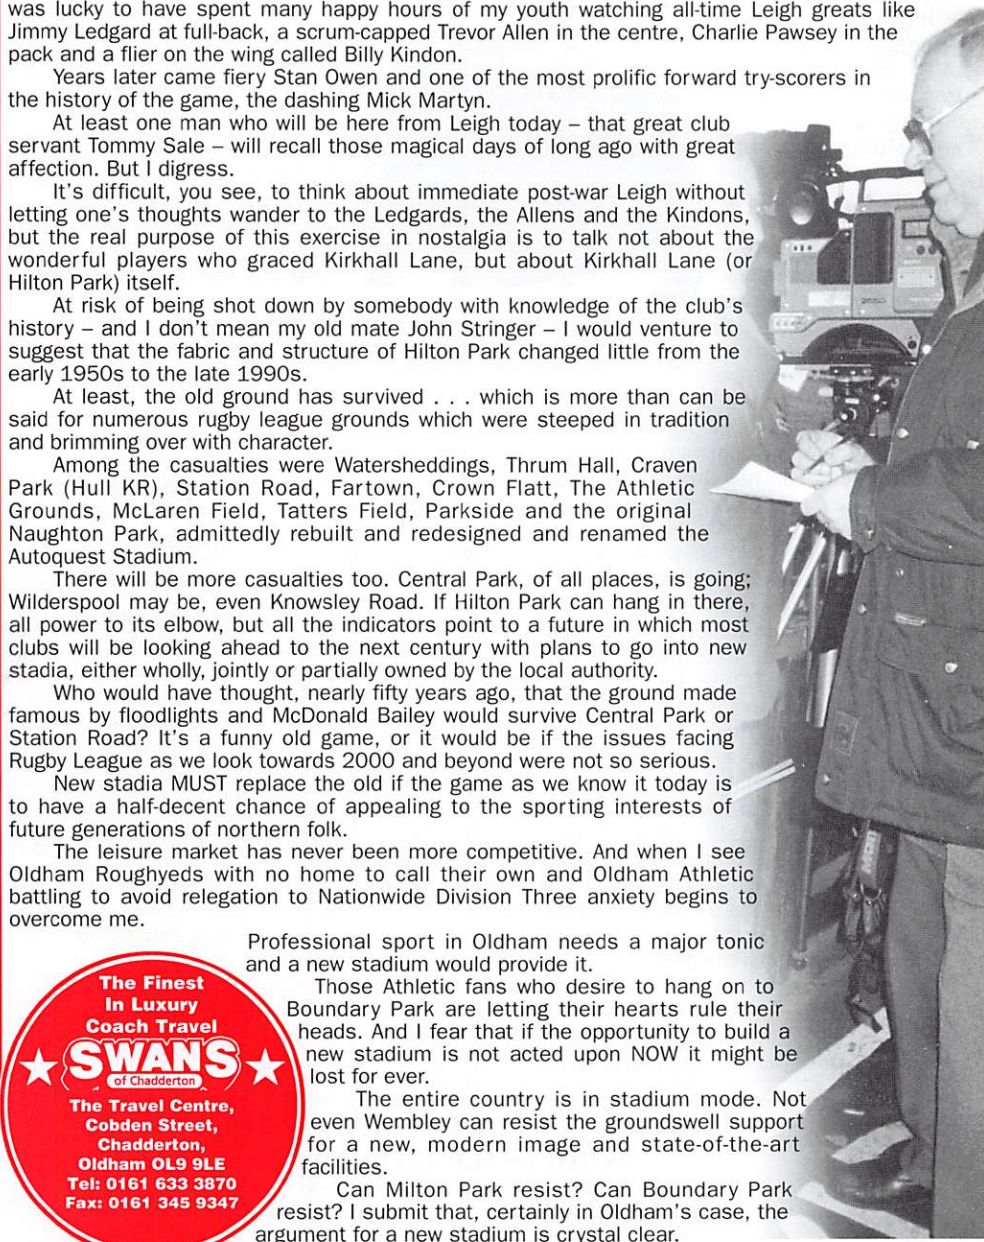 was lucky to have spent many happy hours of my youth watching all-time Leigh greats like
Jimmy Ledgard at full-back, a scrum-capped Trevor Allen in the centre, Charlie Pawsey in the
pack and a flier on the wing called Billy Kindon.
Years later came fiery Stan Owen and one of the most prolific forward try-scorers in
the history of the game, the dashing Mick Martyn.
At least one man who will be here from Leigh today – that great club
servant Tommy Sale – will recall those magical days of long ago with great
affection. But I digress.
It's difficult, you see, to think about immediate post-war Leigh without
letting one's thoughts wander to the Ledgards, the Allens and the Kindons,
but the real purpose of this exercise in nostalgia is to talk not about the
wonderful players who graced Kirkhall Lane, but about Kirkhall Lane (or
Hilton Park) itself.
At risk of being shot down by somebody with knowledge of the club's
history – and I don't mean my old mate John Stringer – I would venture to
suggest that the fabric and structure of Hilton Park changed little from the
early 1950s to the late 1990s.
At least, the old ground has survived . . . which is more than can be
said for numerous rugby league grounds which were steeped in tradition
and brimming over with character.
Among the casualties were Watersheddings, Thrum Hall, Craven
Park (Hull KR), Station Road, Fartown, Crown Flatt, The Athletic
Grounds, McLaren Field, Tatters Field, Parkside and the original
Naughton Park, admittedly rebuilt and redesigned and renamed the
Autoquest Stadium.
There will be more casualties too. Central Park, of all places, is going;
Wilderspool may be, even Knowsley Road. If Hilton Park can hang in there,
all power to its elbow, but all the indicators point to a future in which most
clubs will be looking ahead to the next century with plans to go into new
stadia, either wholly, jointly or partially owned by the local authority.
Who would have thought, nearly fifty years ago, that the ground made
famous by floodlights and McDonald Bailey would survive Central Park or
Station Road? It's a funny old game, or it would be if the issues facing
Rugby League as we look towards 2000 and beyond were not so serious.
New stadia MUST replace the old if the game as we know it today is
to have a half-decent chance of appealing to the sporting interests of
future generations of northern folk.
The leisure market has never been more competitive. And when I see
Oldham Roughyeds with no home to call their own and Oldham Athletic
battling to avoid relegation to Nationwide Division Three anxiety begins to
overcome me.
Professional sport in Oldham needs a major tonic
and a new stadium would provide it.
Those Athletic fans who desire to hang on to
Boundary Park are letting their hearts rule their
heads. And I fear that if the opportunity to build a
new stadium is not acted upon NOW it might be
lost for ever.
The entire country is in stadium mode. Not
even Wembley can resist the groundswell support
for a new, modern image and state-of-the-art
facilities.
Can Milton Park resist? Can Boundary Park
resist? I submit that, certainly in Oldham's case, the
argument for a new stadium is crystal clear.
The Finest
In Luxury
Coach Travel
SWANS
of Chadderton
The Travel Centre,
Cobden Street,
Chadderton,
Oldham OL9 9LE
Tel: 0161 633 3870
Fax: 0161 345 9347